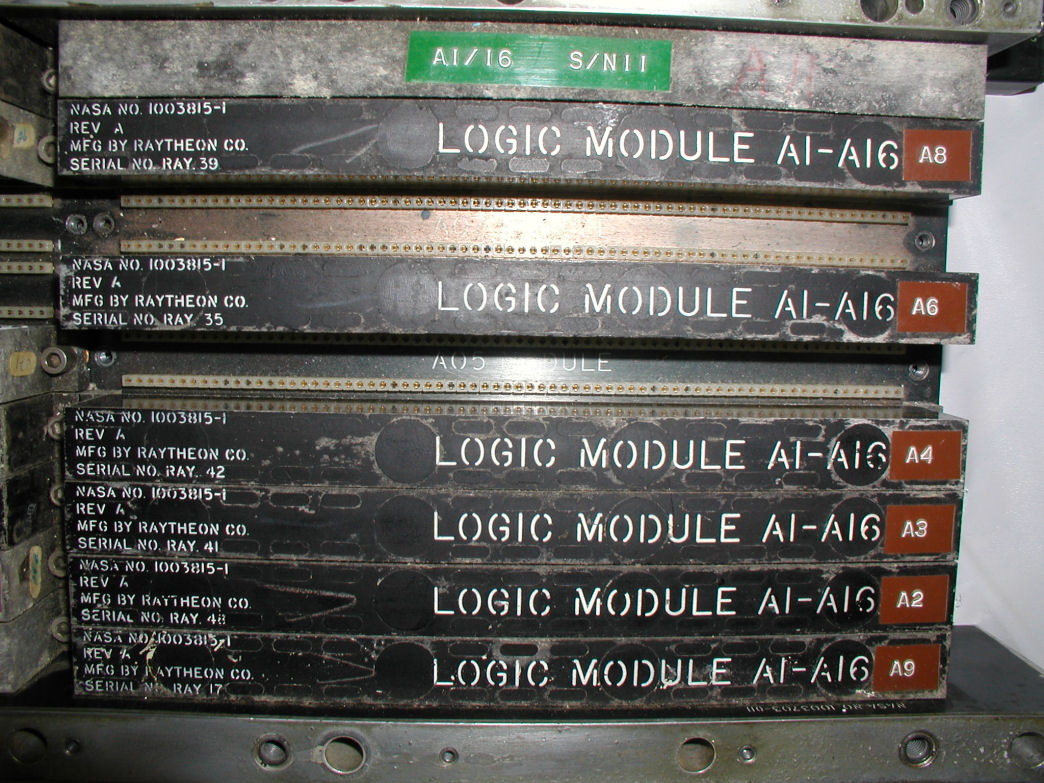 A1/16 S/N11
NASA NO. 1003815-1
REV A
MFG BY RAYTHEON CO.
SERIAL NO. RAY. 39
LOGIC MODULE A1-A16
A8
NASA NO. 1003815-1
REV A
MFG BY RAYTHEON CO.
SERIAL NO. RAY 35
LOGIC MODULE A1-A16
A6
A05 MODULE
NASA NO. 1003815-1
REV A
MFG BY RAYTHEON CO.
SERIAL NO. RAY. 42
LOGIC MODULE A1-A16
A4
NASA NO. 1003815-1
REV A
MFG BY RAYTHEON CO.
SERIAL NO. RAY. 41
LOGIC MODULE A1-A16
A3
NASA NO. 1003815-1
REV A
MFG BY RAYTHEON CO.
SERIAL NO. RAY. 48
LOGIC MODULE A1-A16
A2
NASA NO. 1003815-1
REV A
MFG BY RAYTHEON CO.
SERIAL NO. RAY 17
LOGIC MODULE A1-A16
A9